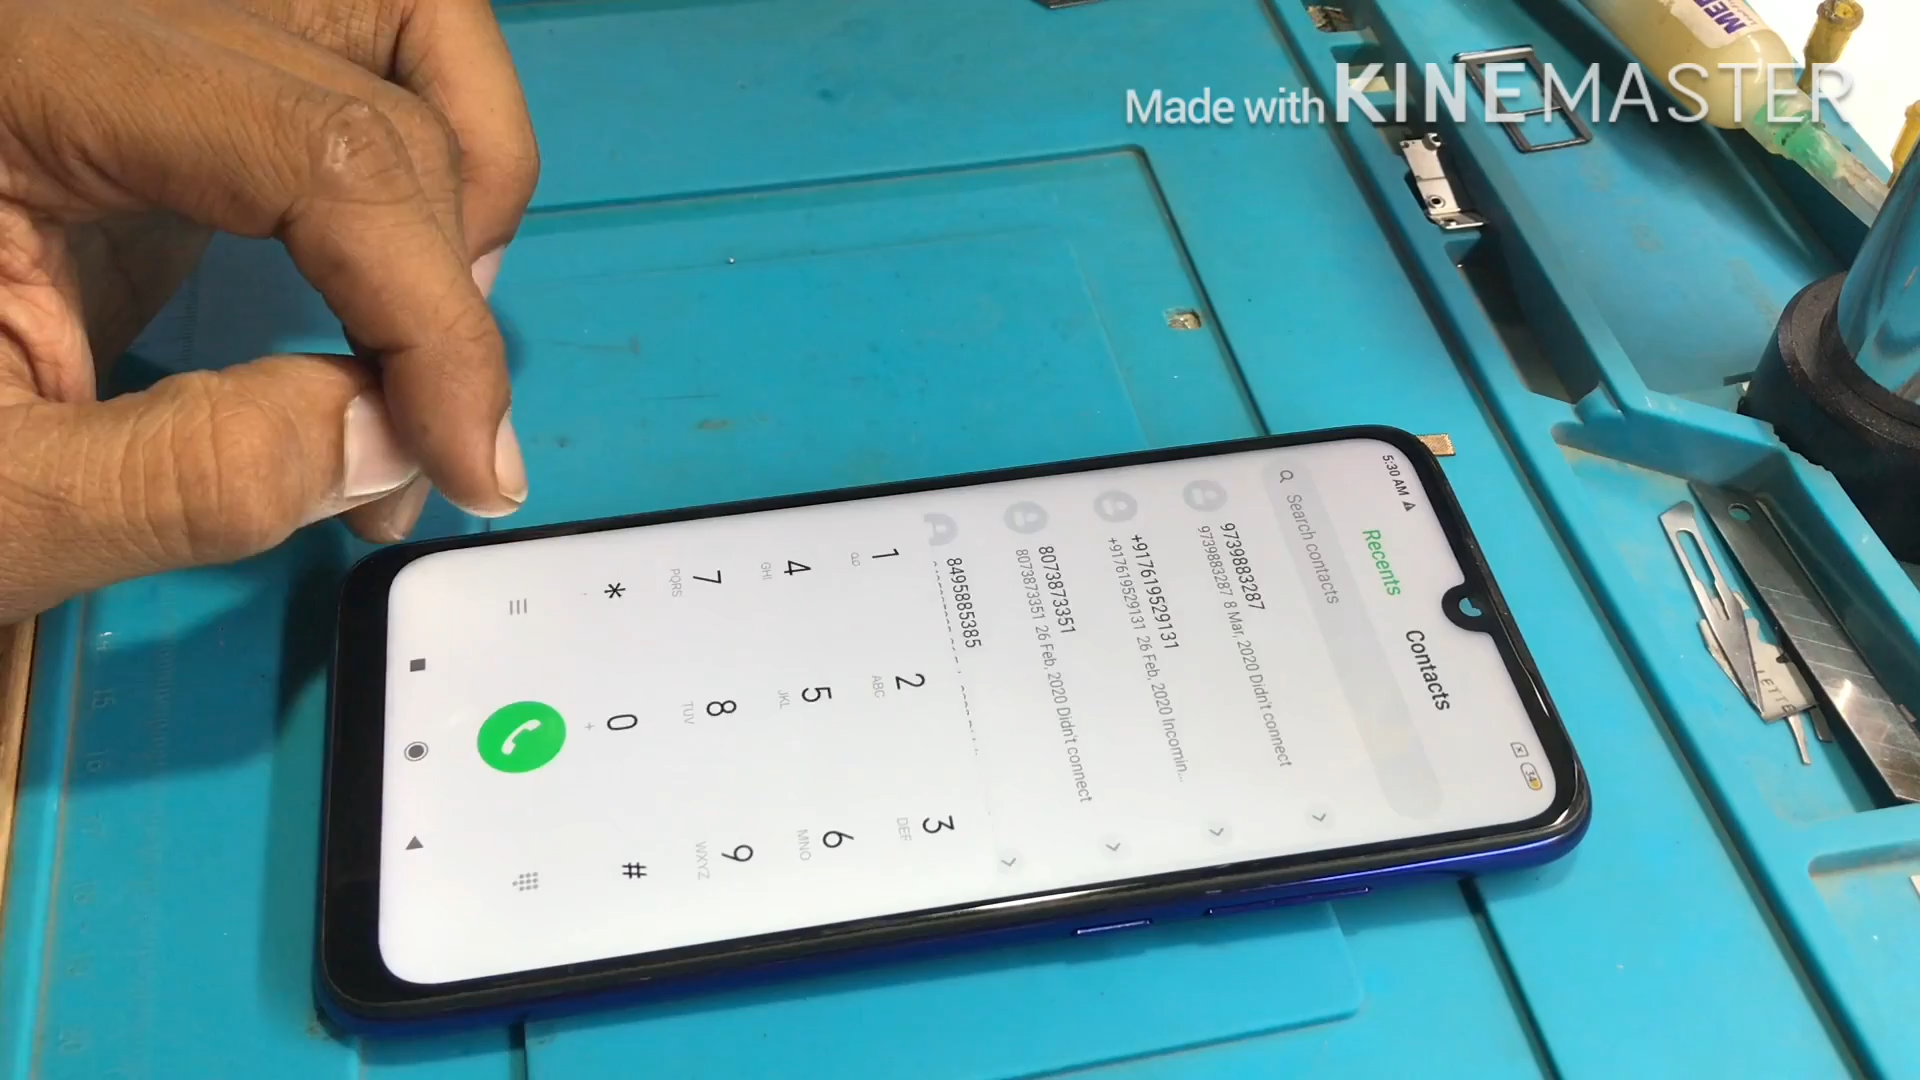 Made with KINEMASTER
5:30 AM
34
Recents
Contacts
Search contacts
9739883287
9739883287 8 Mar, 2020 Didn't connect
+917619529131
+917619529131 26 Feb, 2020 Incomin...
8073873351
8073873351 26 Feb, 2020 Didn't connect
8495885385
1
2 ABC
3 DEF
4 GHI
5 JKL
6 MNO
7 PQRS
8 TUV
9 WXYZ
*
0 +
#